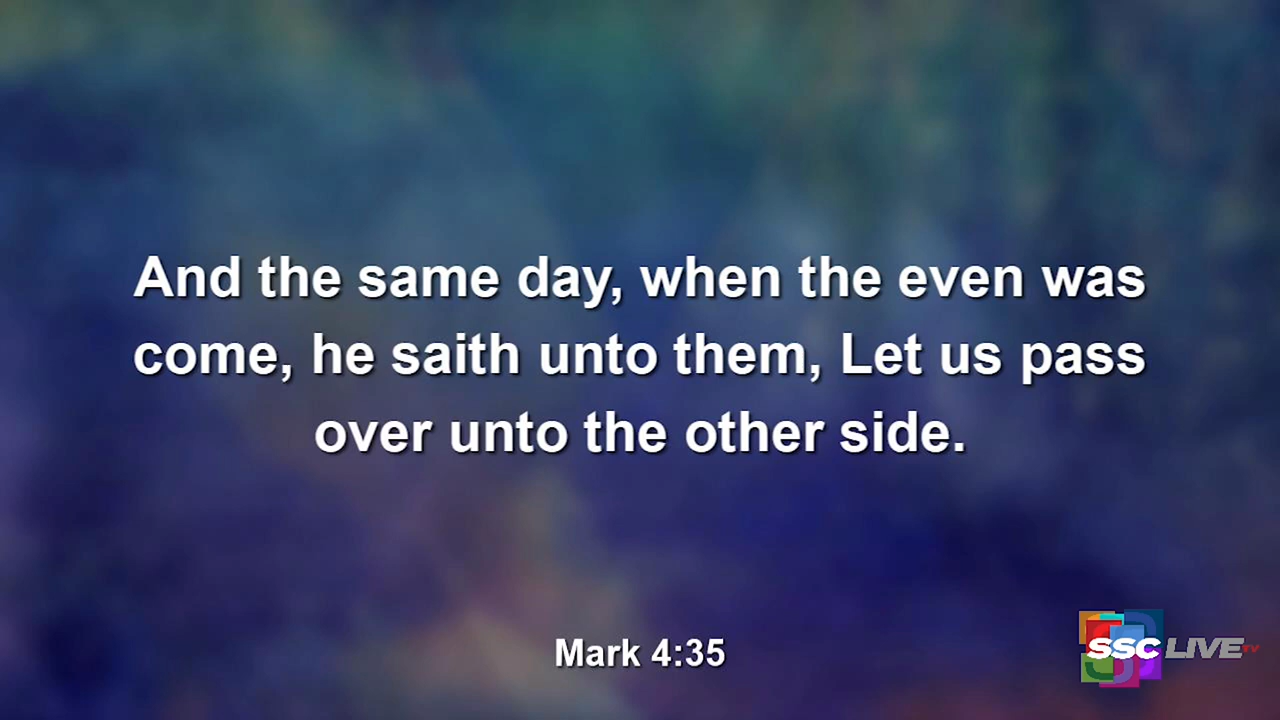 And the same day, when the even was
come, he saith unto them, Let us pass
over unto the other side.
Mark 4:35
SSC LIVE TV